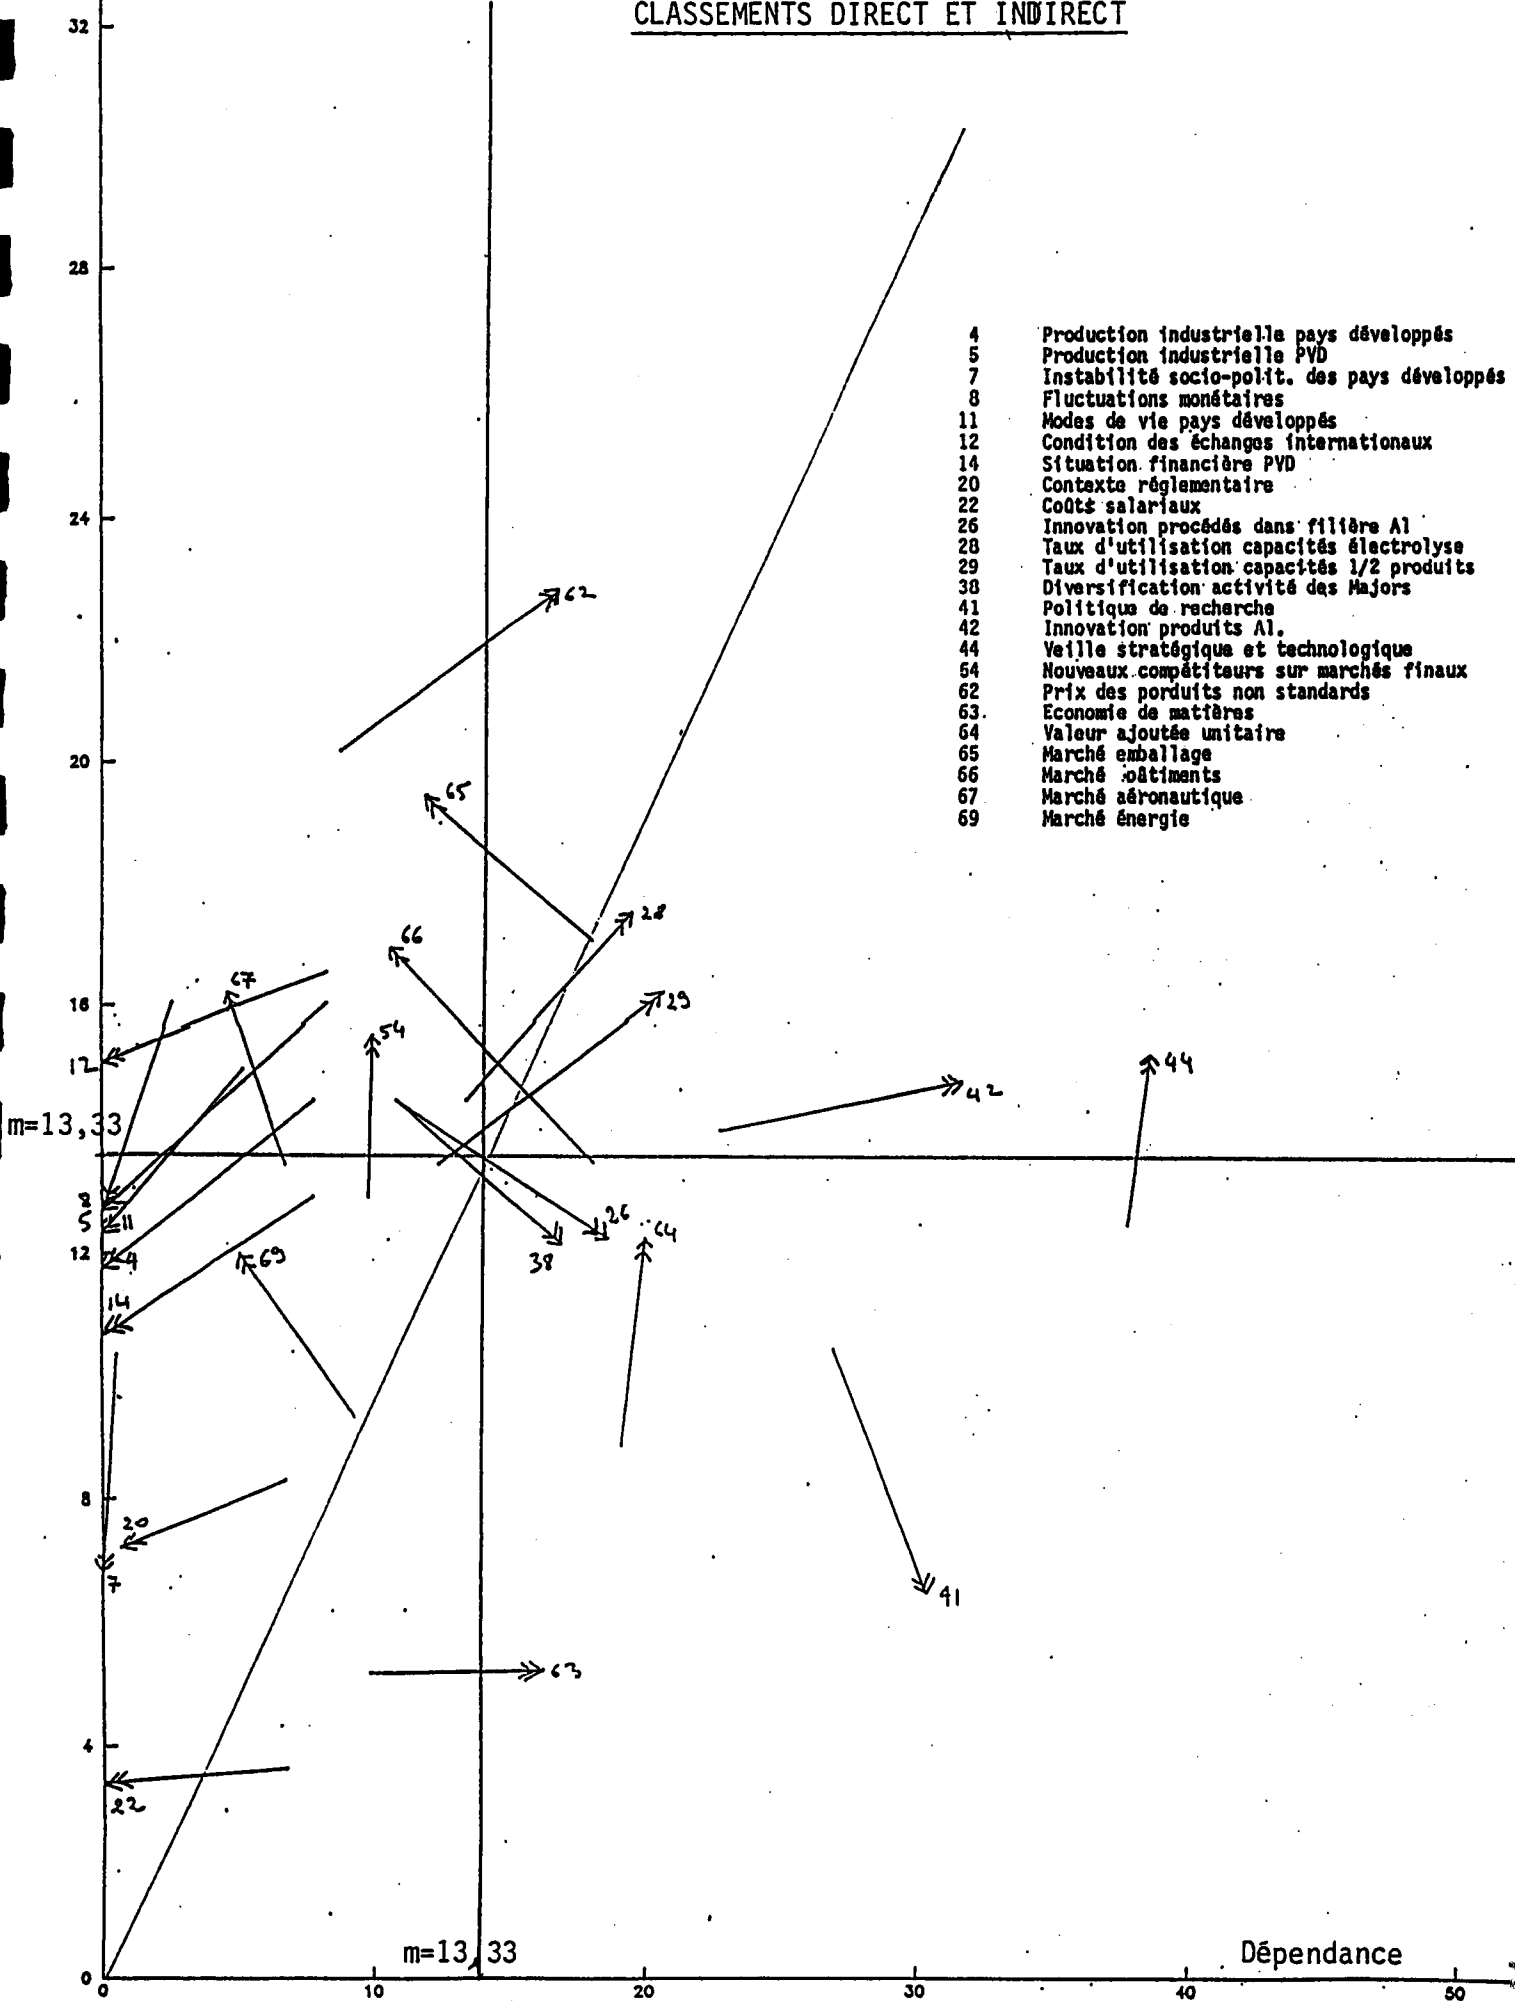 CLASSEMENTS DIRECT ET INDIRECT
32
28
24
20
16
12
8
4
0
m=13,33
4 Production industrielle pays développés
5 Production industrielle PVD
7 Instabilité socio-polit. des pays développés
8 Fluctuations monétaires
11 Modes de vie pays développés
12 Condition des échanges internationaux
14 Situation financière PVD
20 Contexte réglementaire
22 Coûts salariaux
26 Innovation procédés dans filière Al
28 Taux d'utilisation capacités électrolyse
29 Taux d'utilisation capacités 1/2 produits
38 Diversification activité des Majors
41 Politique de recherche
42 Innovation produits Al.
44 Veille stratégique et technologique
54 Nouveaux compétiteurs sur marchés finaux
62 Prix des porduits non standards
63. Economie de matières
64 Valeur ajoutée unitaire
65 Marché emballage
66 Marché bâtiments
67 Marché aéronautique
69 Marché énergie
62
65
28
66
67
29
54
12
44
42
5
11
26
64
4
38
69
14
20
7
41
63
22
m=13,33
Dépendance
0 10 20 30 40 50